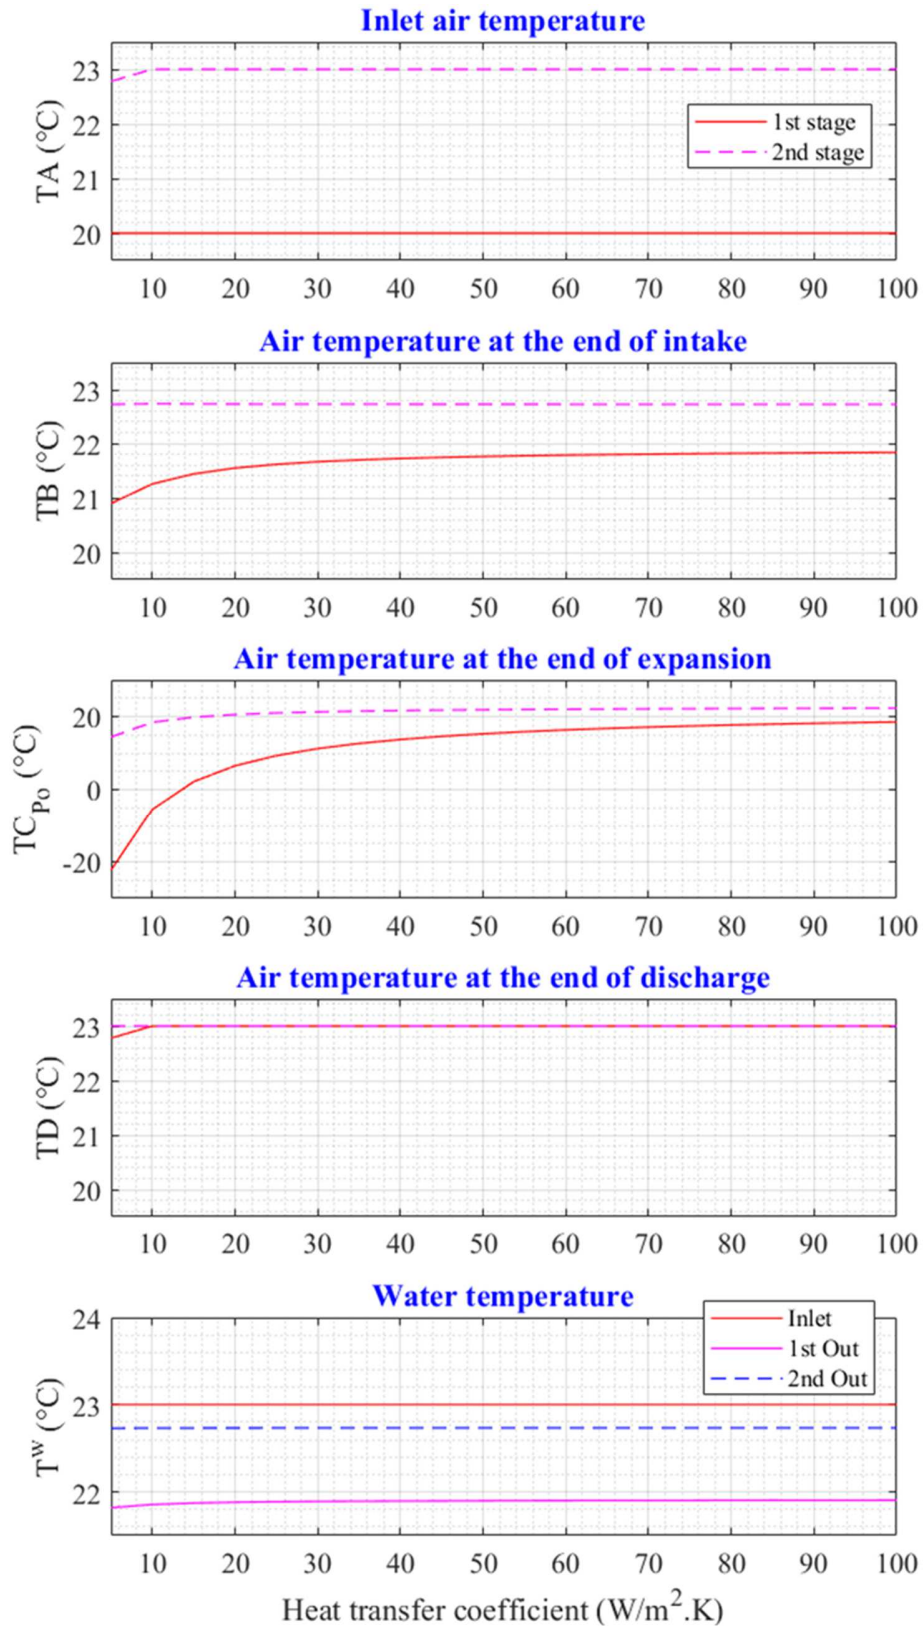 Inlet air temperature
TA (°C)
23
22
21
20
1st stage
2nd stage
10 20 30 40 50 60 70 80 90 100
Air temperature at the end of intake
TB (°C)
23
22
21
20
10 20 30 40 50 60 70 80 90 100
Air temperature at the end of expansion
TC_Po (°C)
20
0
-20
10 20 30 40 50 60 70 80 90 100
Air temperature at the end of discharge
TD (°C)
23
22
21
20
10 20 30 40 50 60 70 80 90 100
Water temperature
T^w (°C)
24
23
22
Inlet
1st Out
2nd Out
10 20 30 40 50 60 70 80 90 100
Heat transfer coefficient (W/m².K)